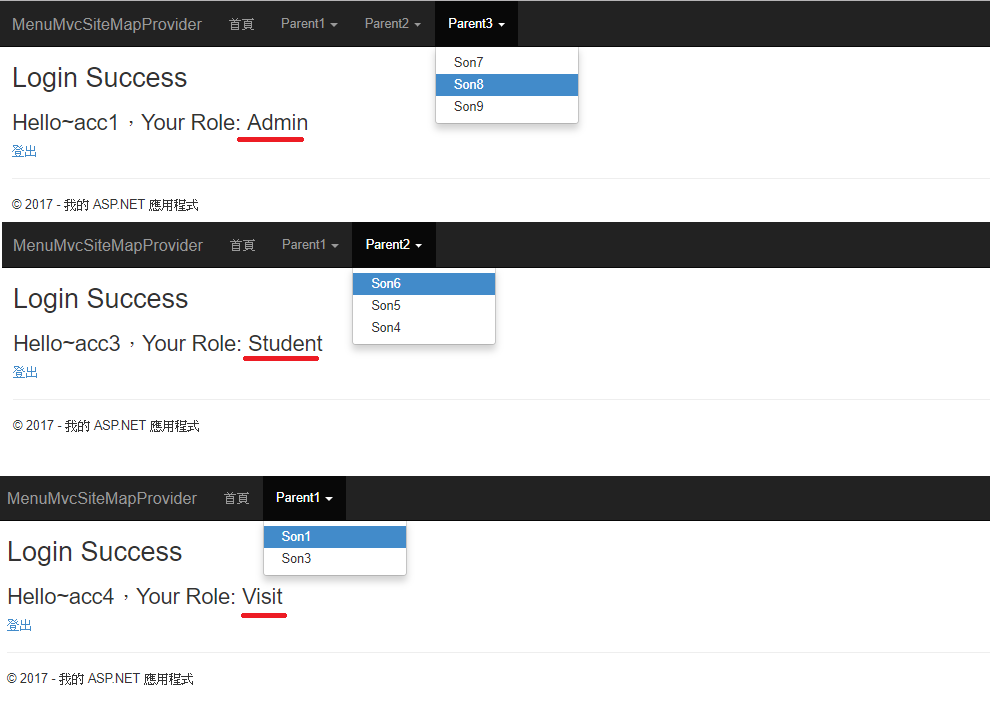 MenuMvcSiteMapProvider 首頁 Parent1 Parent2 Parent3
Son7
Son8
Son9
Login Success
Hello~acc1,Your Role: Admin
登出
© 2017 - 我的 ASP.NET 應用程式
MenuMvcSiteMapProvider 首頁 Parent1 Parent2
Son6
Son5
Son4
Login Success
Hello~acc3,Your Role: Student
登出
© 2017 - 我的 ASP.NET 應用程式
MenuMvcSiteMapProvider 首頁 Parent1
Son1
Son3
Login Success
Hello~acc4,Your Role: Visit
登出
© 2017 - 我的 ASP.NET 應用程式